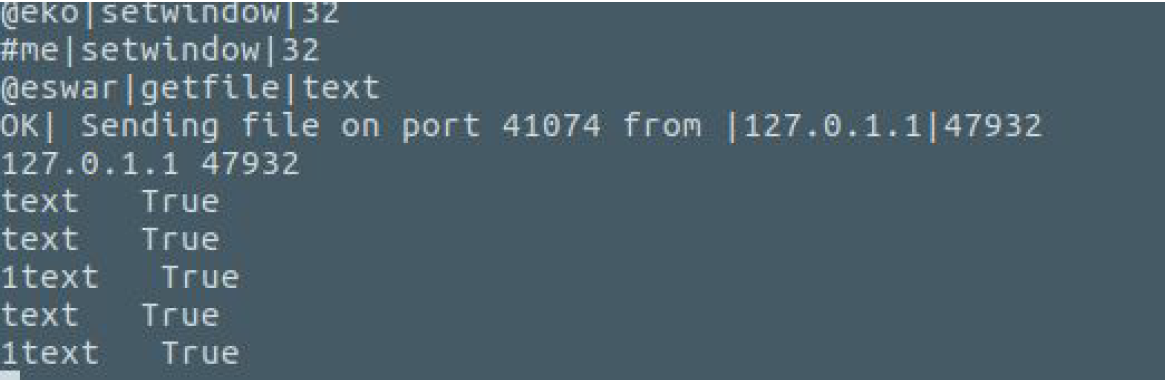 @eko|setwindow|32
#me|setwindow|32
@eswar|getfile|text
OK| Sending file on port 41074 from |127.0.1.1|47932
127.0.1.1 47932
text   True
text   True
1text   True
text   True
1text   True